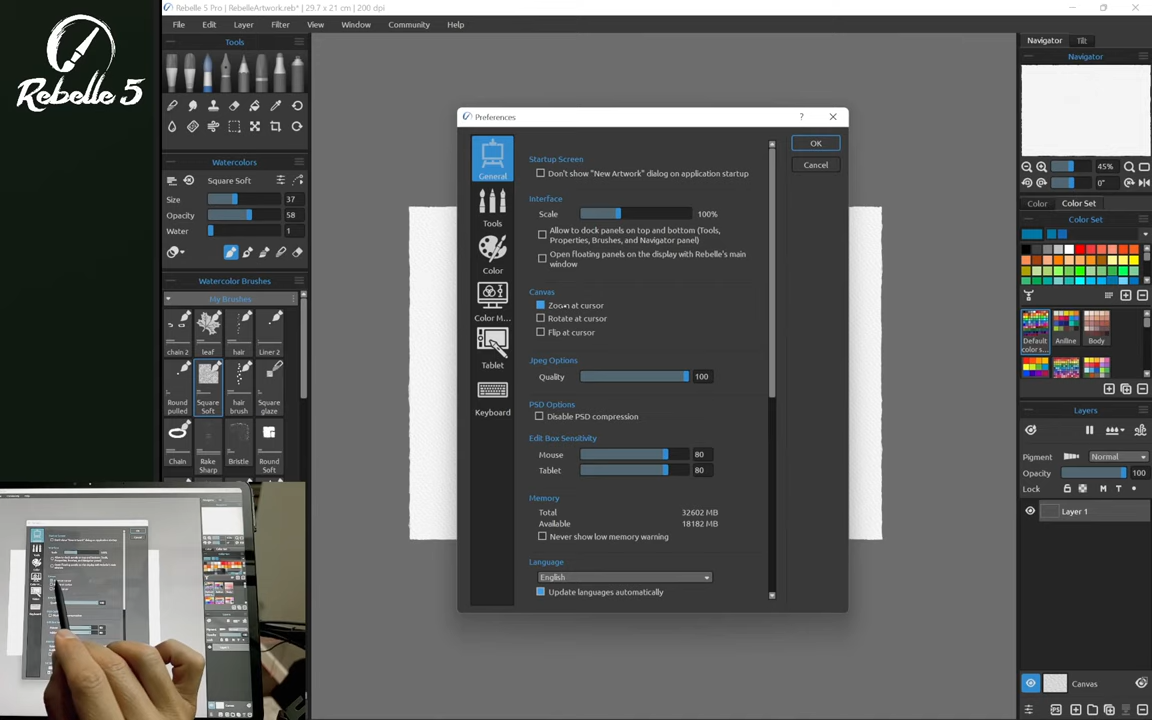 Rebelle 5
Rebelle 5 Pro | RebelleArtwork.reb* | 29.7 x 21 cm | 200 dpi
File Edit Layer Filter View Window Community Help
Tools
Watercolors
Square Soft
Size 37
Opacity 58
Water 1
Watercolor Brushes
My Brushes
chain 2 leaf hair Liner 2
Round pulled Square Soft hair brush Square glaze
Chain Rake Sharp Bristle Round Soft
Preferences
? 
General
Tools
Color
Color M...
Tablet
Keyboard
Startup Screen
Don't show "New Artwork" dialog on application startup
Interface
Scale 100%
Allow to dock panels on top and bottom (Tools,
Properties, Brushes, and Navigator panel)
Open floating panels on the display with Rebelle's main
window
Canvas
Zoom at cursor
Rotate at cursor
Flip at cursor
Jpeg Options
Quality 100
PSD Options
Disable PSD compression
Edit Box Sensitivity
Mouse 80
Tablet 80
Memory
Total 32602 MB
Available 18182 MB
Never show low memory warning
Language
English
Update languages automatically
OK
Cancel
Navigator Tilt
Navigator
45%
0°
Color Color Set
Color Set
Default color s... Aniline Body
Layers
Pigment Normal
Opacity 100
Lock M T
Layer 1
Canvas
PS